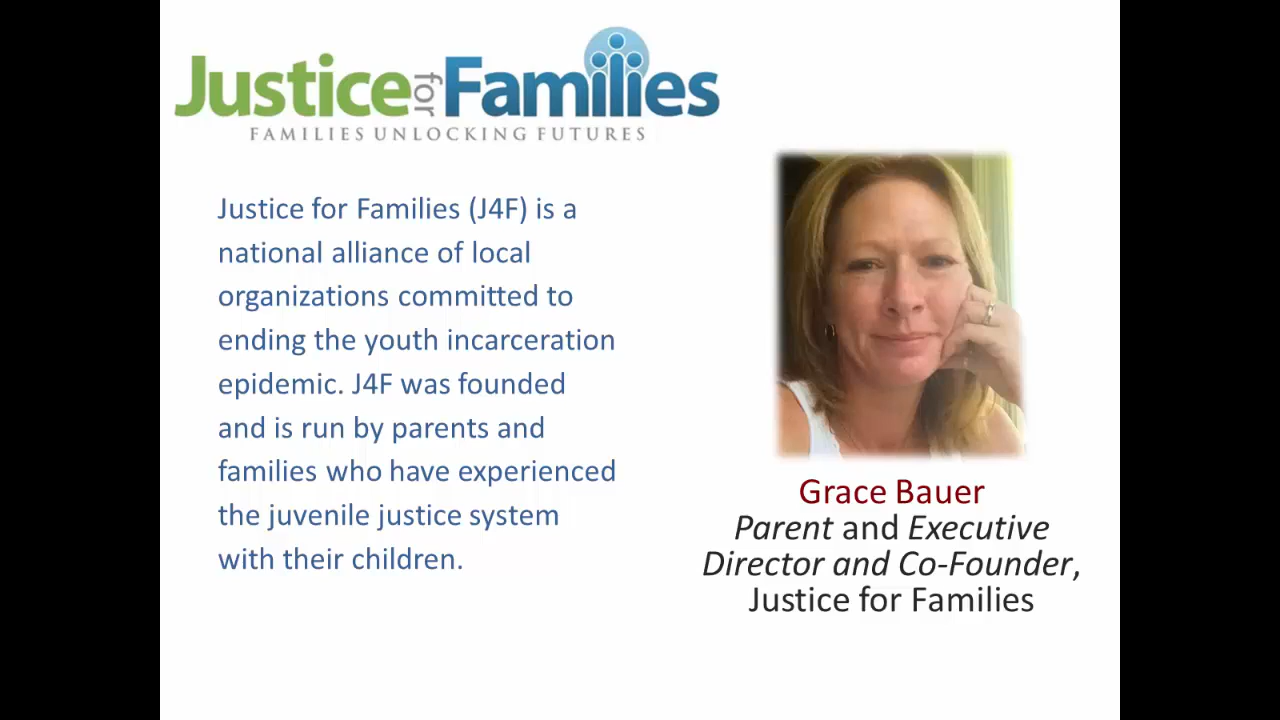 Justice for Families
FAMILIES UNLOCKING FUTURES
Justice for Families (J4F) is a
national alliance of local
organizations committed to
ending the youth incarceration
epidemic. J4F was founded
and is run by parents and
families who have experienced
the juvenile justice system
with their children.
Grace Bauer
Parent and Executive
Director and Co-Founder,
Justice for Families